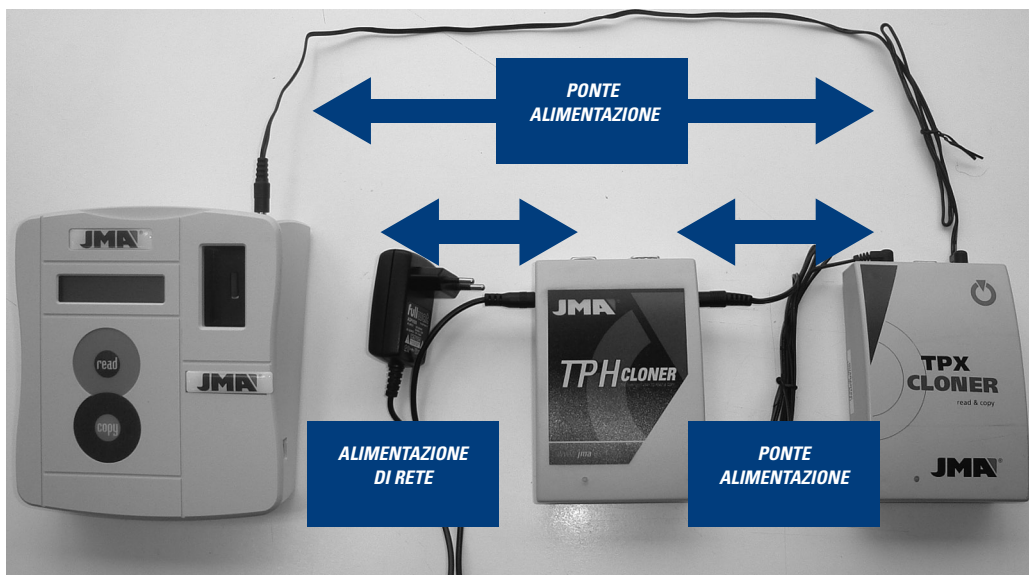 PONTE
ALIMENTAZIONE
JMA
read
JMA
copy
JMA
TPH CLONER
jma
TPX
CLONER
read & copy
JMA
ALIMENTAZIONE
DI RETE
PONTE
ALIMENTAZIONE